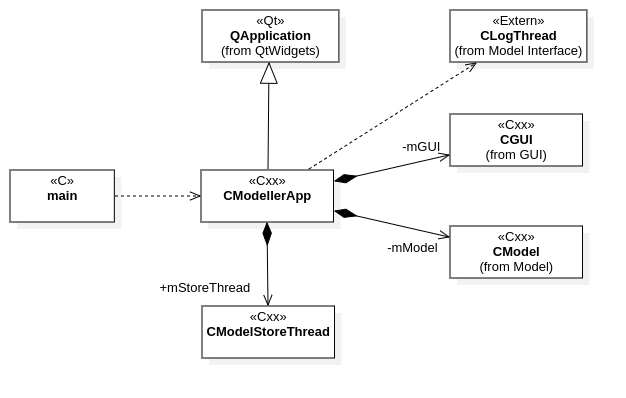 «Qt»
QApplication
(from QtWidgets)
«Extern»
CLogThread
(from Model Interface)
«Cxx»
CGUI
(from GUI)
-mGUI
«C»
main
«Cxx»
CModellerApp
-mModel
«Cxx»
CModel
(from Model)
+mStoreThread
«Cxx»
CModelStoreThread